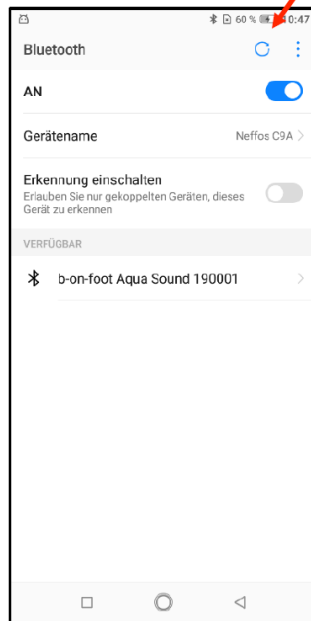 60 % 0:47
Bluetooth
AN
Gerätename Neffos C9A
Erkennung einschalten
Erlauben Sie nur gekoppelten Geräten, dieses
Gerät zu erkennen
VERFÜGBAR
b-on-foot Aqua Sound 190001